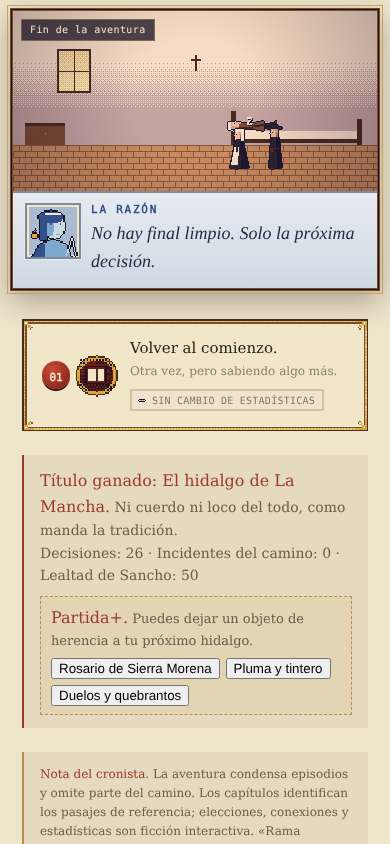 Fin de la aventura
LA RAZÓN
No hay final limpio. Solo la próxima
decisión.
01
Volver al comienzo.
Otra vez, pero sabiendo algo más.
SIN CAMBIO DE ESTADÍSTICAS
Título ganado: El hidalgo de La
Mancha. Ni cuerdo ni loco del todo, como
manda la tradición.
Decisiones: 26 · Incidentes del camino: 0 ·
Lealtad de Sancho: 50
Partida+. Puedes dejar un objeto de
herencia a tu próximo hidalgo.
Rosario de Sierra Morena Pluma y tintero
Duelos y quebrantos
Nota del cronista. La aventura condensa episodios
y omite parte del camino. Los capítulos identifican
los pasajes de referencia; elecciones, conexiones y
estadísticas son ficción interactiva. «Rama